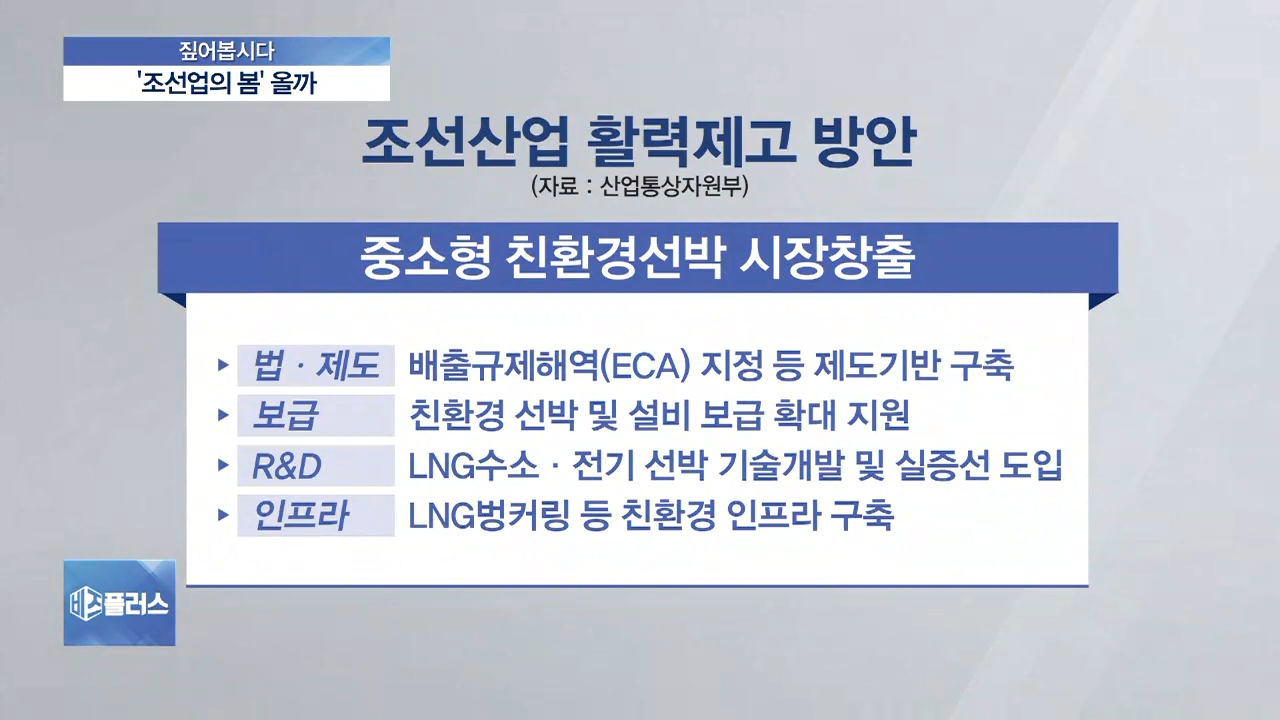 짚어봅시다
'조선업의 봄' 올까
조선산업 활력제고 방안
(자료 : 산업통상자원부)
중소형 친환경선박 시장창출
▸ 법 · 제도 배출규제해역(ECA) 지정 등 제도기반 구축
▸ 보급 친환경 선박 및 설비 보급 확대 지원
▸ R&D LNG수소 · 전기 선박 기술개발 및 실증선 도입
▸ 인프라 LNG벙커링 등 친환경 인프라 구축
비즈플러스